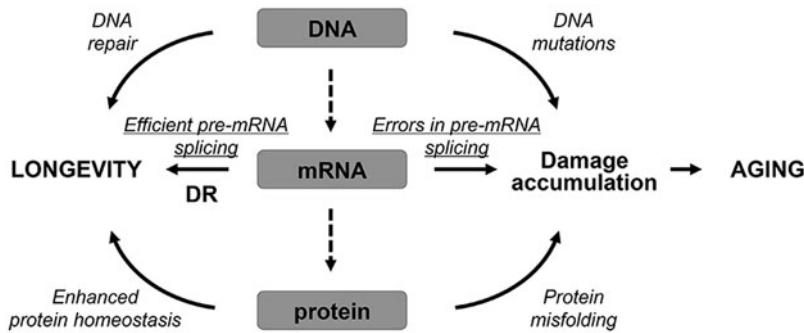 DNA
repair
DNA
DNA
mutations
Efficient pre-mRNA
splicing
Errors in pre-mRNA
splicing
LONGEVITY
DR
mRNA
Damage
accumulation
AGING
Enhanced
protein homeostasis
protein
Protein
misfolding